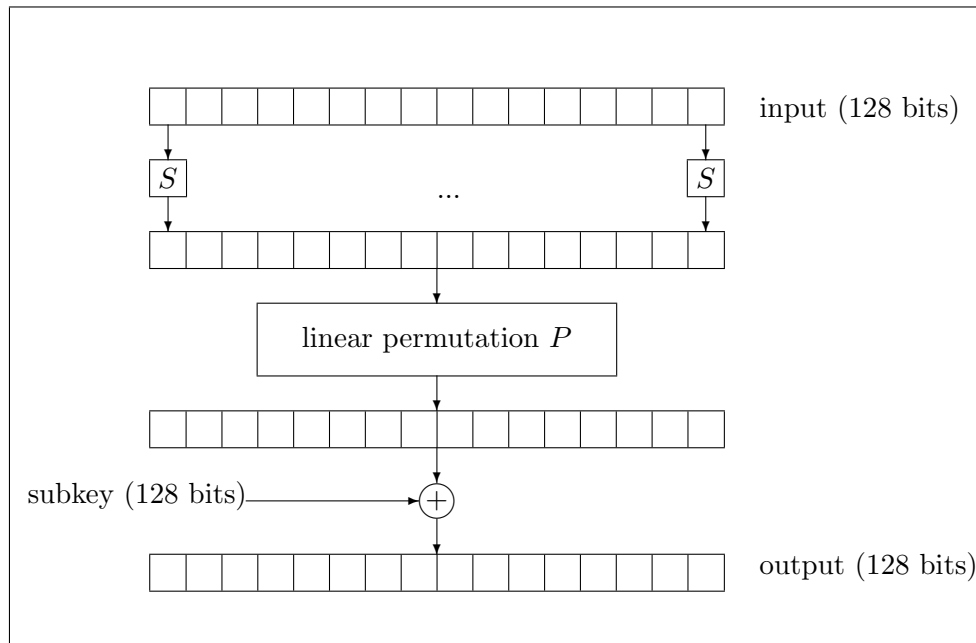 input (128 bits)
S
S
...
linear permutation P
subkey (128 bits)
+
output (128 bits)